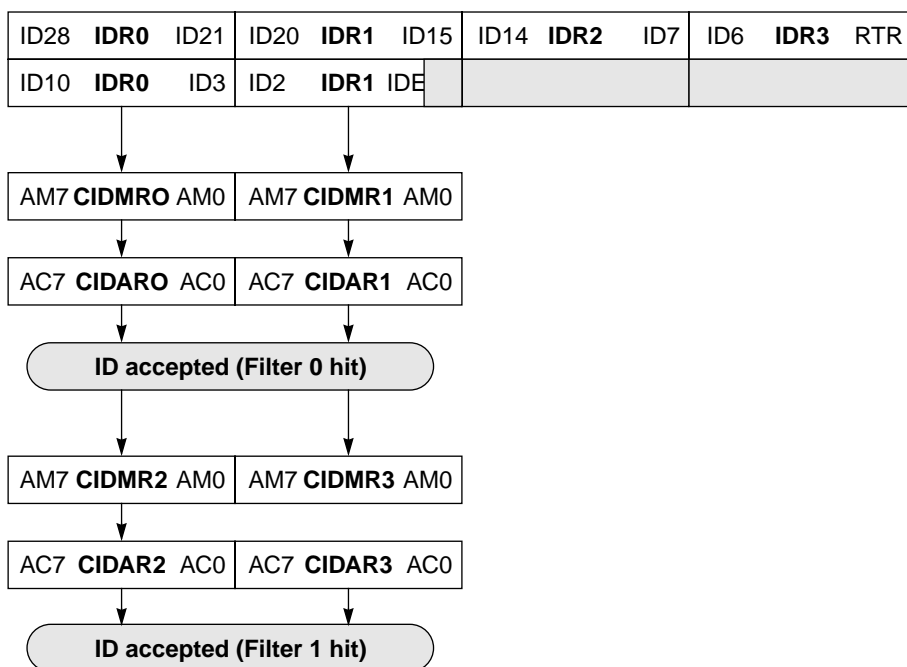 ID28 IDR0 ID21 ID20 IDR1 ID15 ID14 IDR2 ID7 ID6 IDR3 RTR
ID10 IDR0 ID3 ID2 IDR1 IDE
AM7 CIDMRO AM0 AM7 CIDMR1 AM0
AC7 CIDARO AC0 AC7 CIDAR1 AC0
ID accepted (Filter 0 hit)
AM7 CIDMR2 AM0 AM7 CIDMR3 AM0
AC7 CIDAR2 AC0 AC7 CIDAR3 AC0
ID accepted (Filter 1 hit)